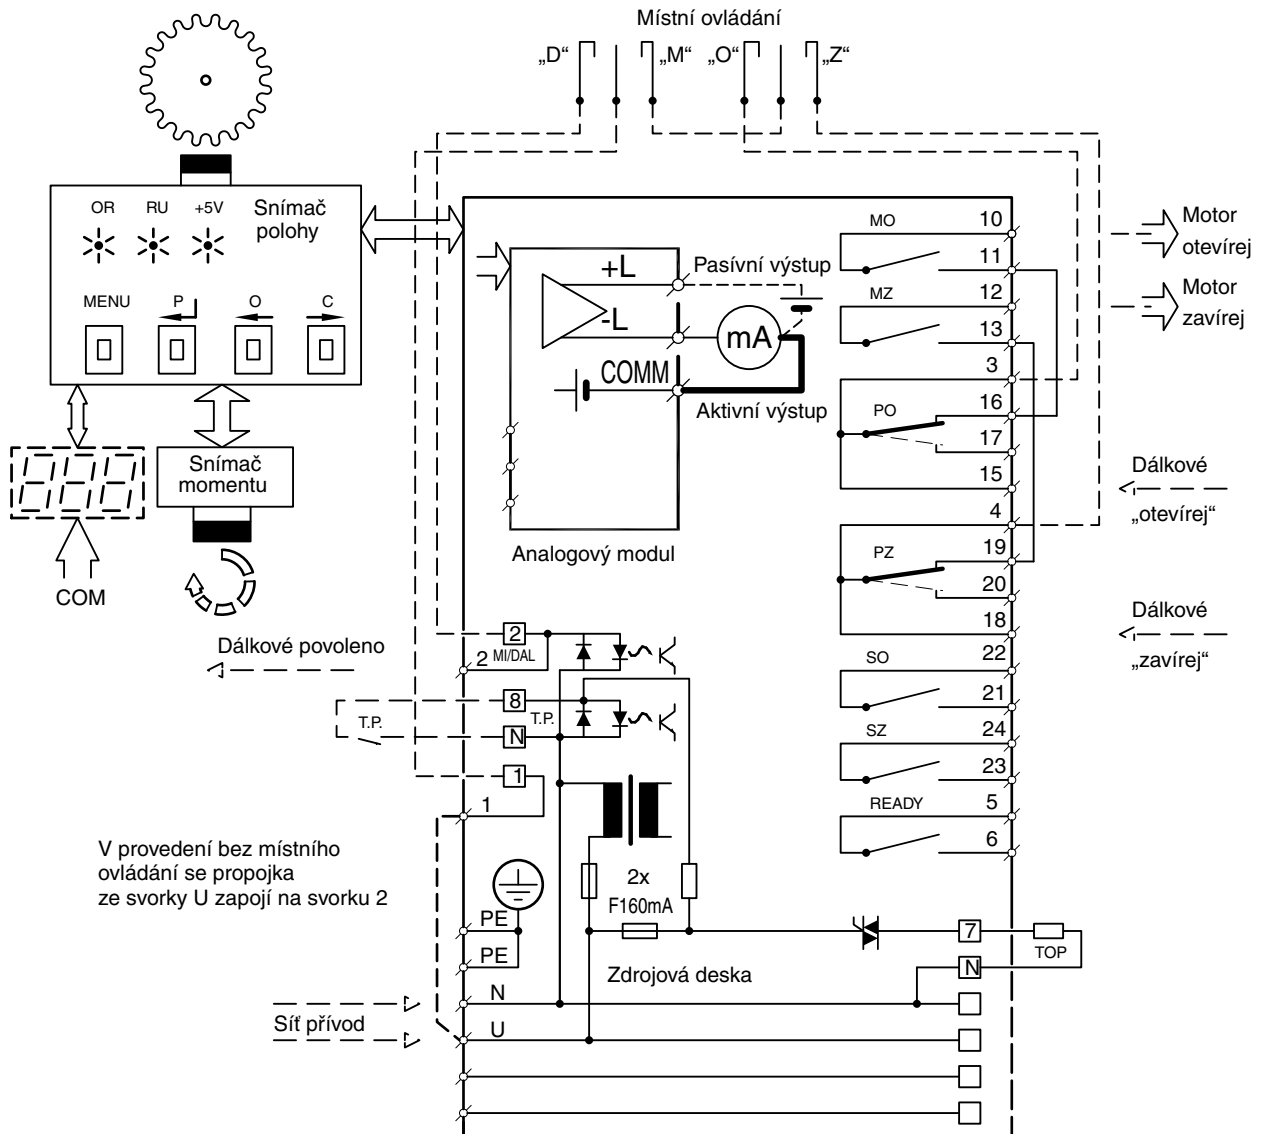 Místní ovládání
„D“ „M“ „O“ „Z“
OR RU +5V Snímač
polohy
MENU P O C
Snímač
momentu
COM
+L
-L
COMM
Pasívní výstup
mA
Aktivní výstup
Analogový modul
MO 10
11
MZ 12
13
3
PO 16
17
15
4
PZ 19
20
18
SO 22
21
SZ 24
23
READY 5
6
Motor
otevírej
Motor
zavírej
Dálkové
„otevírej“
Dálkové
„zavírej“
Dálkové povoleno
2
2 MI/DAL
8
T.P. T.P.
N
1
1
V provedení bez místního
ovládání se propojka
ze svorky U zapojí na svorku 2
2x
F160mA
PE
PE
7
TOP
N
Zdrojová deska
N
Síť přívod
U